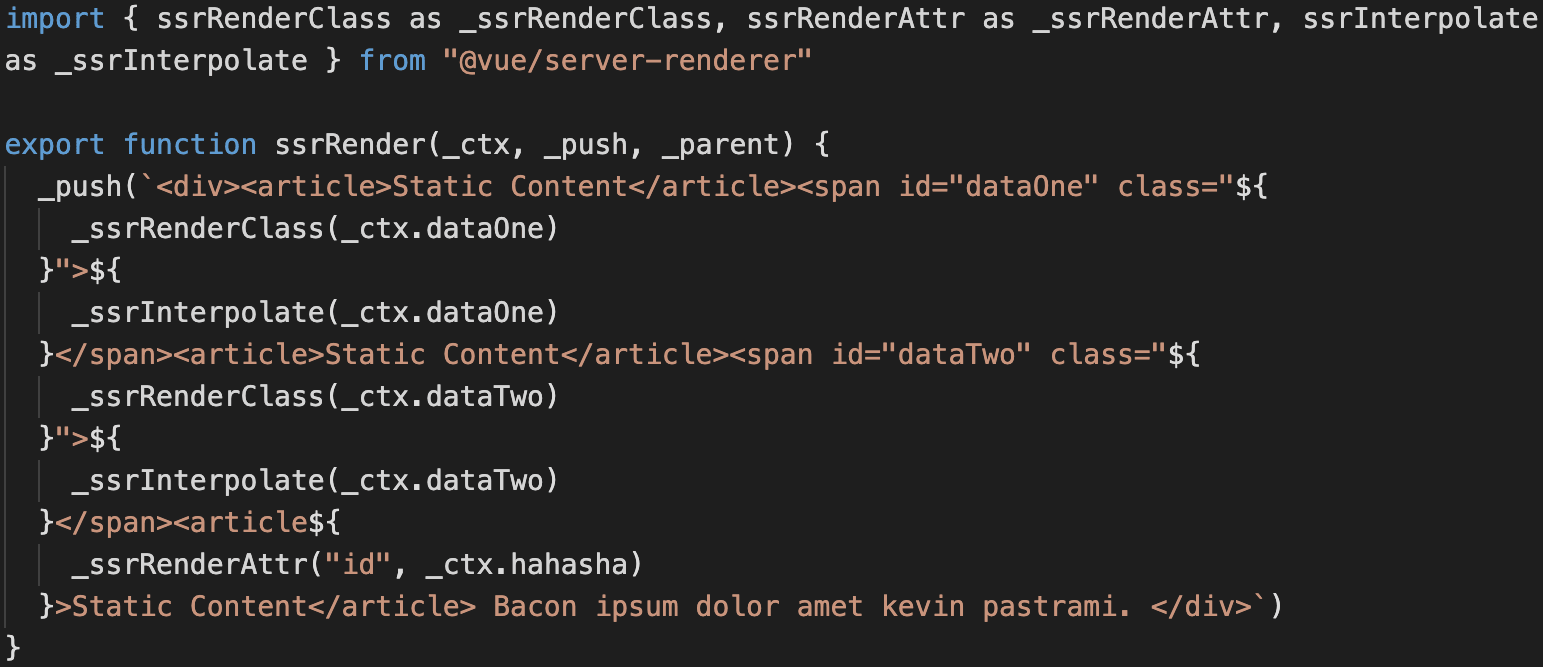 import { ssrRenderClass as _ssrRenderClass, ssrRenderAttr as _ssrRenderAttr, ssrInterpolate
as _ssrInterpolate } from "@vue/server-renderer"

export function ssrRender(_ctx, _push, _parent) {
  _push(`<div><article>Static Content</article><span id="dataOne" class="${
    _ssrRenderClass(_ctx.dataOne)
  }">${
    _ssrInterpolate(_ctx.dataOne)
  }</span><article>Static Content</article><span id="dataTwo" class="${
    _ssrRenderClass(_ctx.dataTwo)
  }">${
    _ssrInterpolate(_ctx.dataTwo)
  }</span><article${
    _ssrRenderAttr("id", _ctx.hahasha)
  }>Static Content</article> Bacon ipsum dolor amet kevin pastrami. </div>`)
}